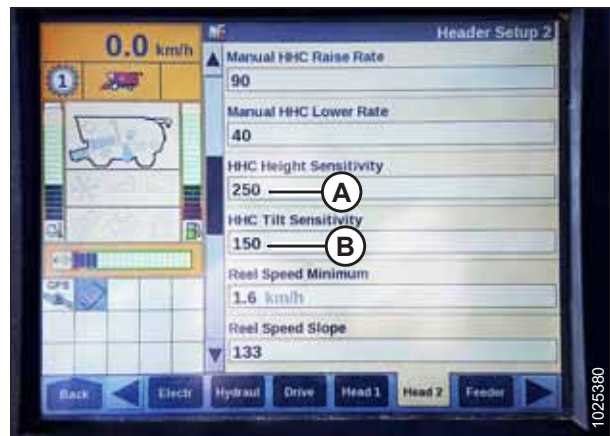 Header Setup 2
0.0 km/h
1
Manual HHC Raise Rate
90
Manual HHC Lower Rate
40
HHC Height Sensitivity
250
A
HHC Tilt Sensitivity
150
B
Reel Speed Minimum
1.6 km/h
Reel Speed Slope
133
GPS
Back Electr Hydraul Drive Head 1 Head 2 Feeder
1025380